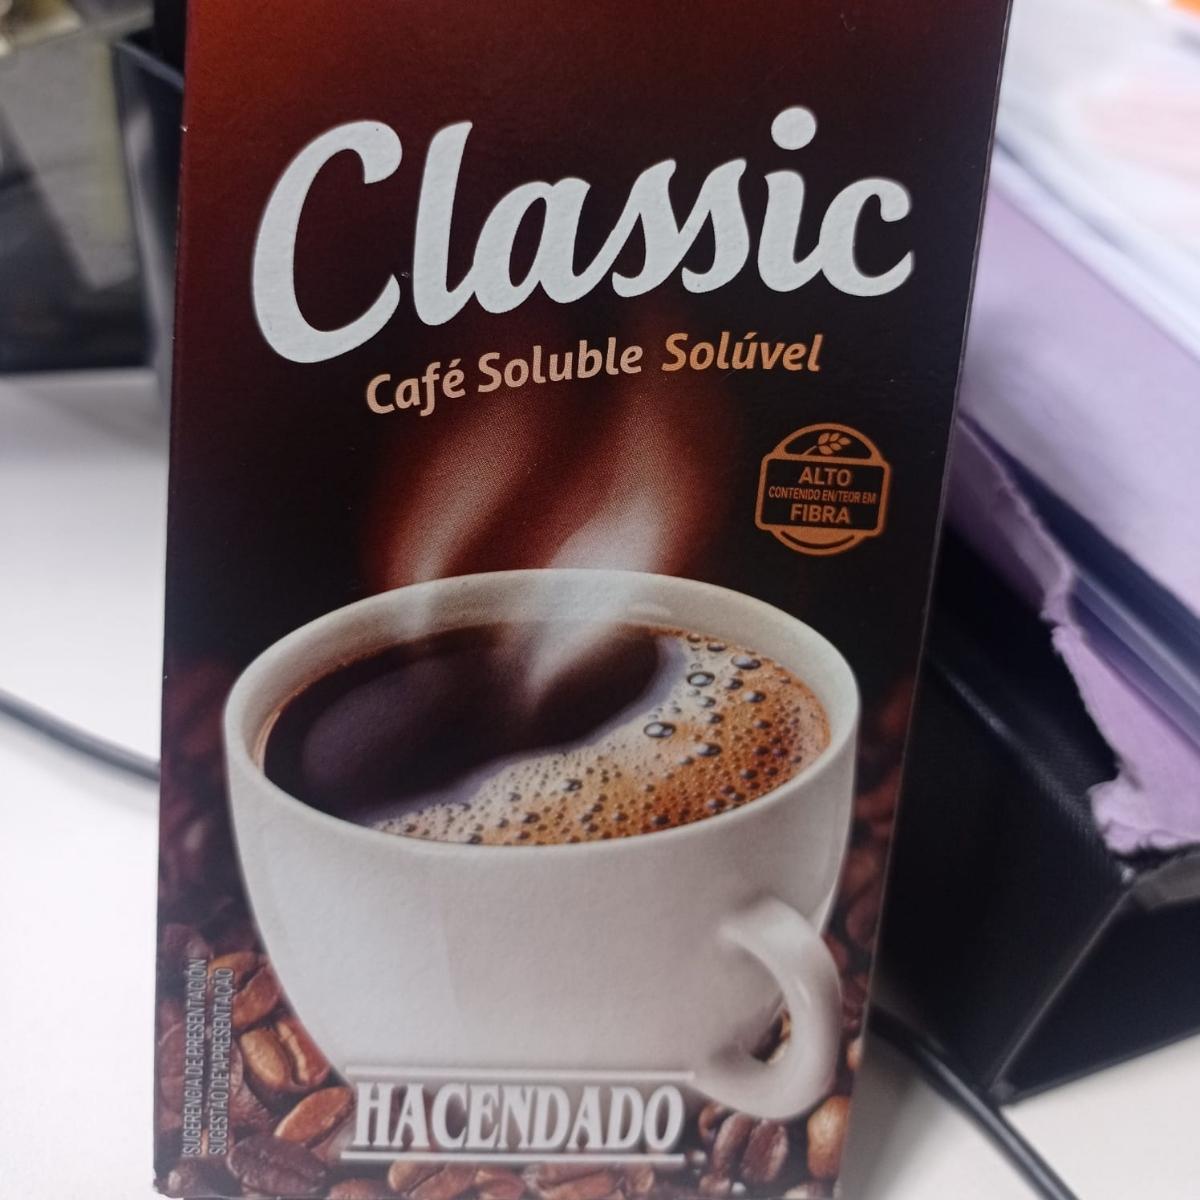 Classic
Café Soluble Solúvel
ALTO
CONTENIDO EN/TEOR EM
FIBRA
SUGERENCIA DE PRESENTACIÓN
SUGESTÃO DE APRESENTAÇÃO
HACENDADO